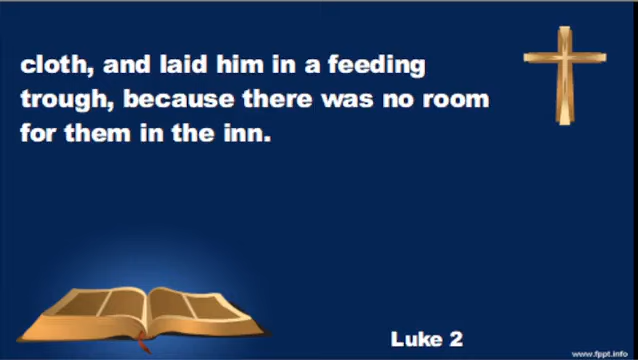 cloth, and laid him in a feeding
trough, because there was no room
for them in the inn.
Luke 2
www.fppt.info